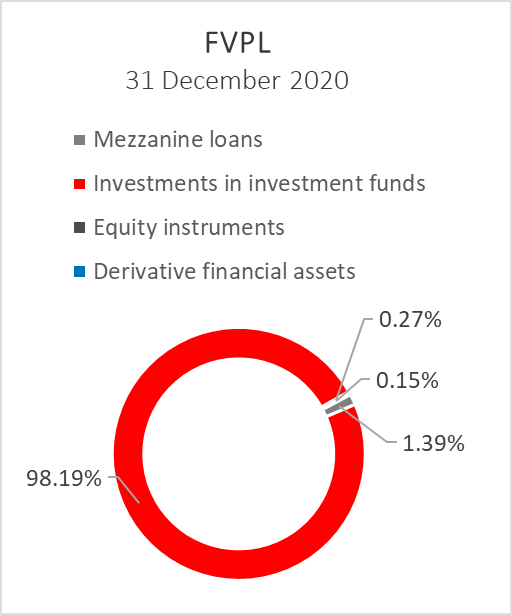 FVPL
31 December 2020
Mezzanine loans
Investments in investment funds
Equity instruments
Derivative financial assets
0.27%
0.15%
1.39%
98.19%